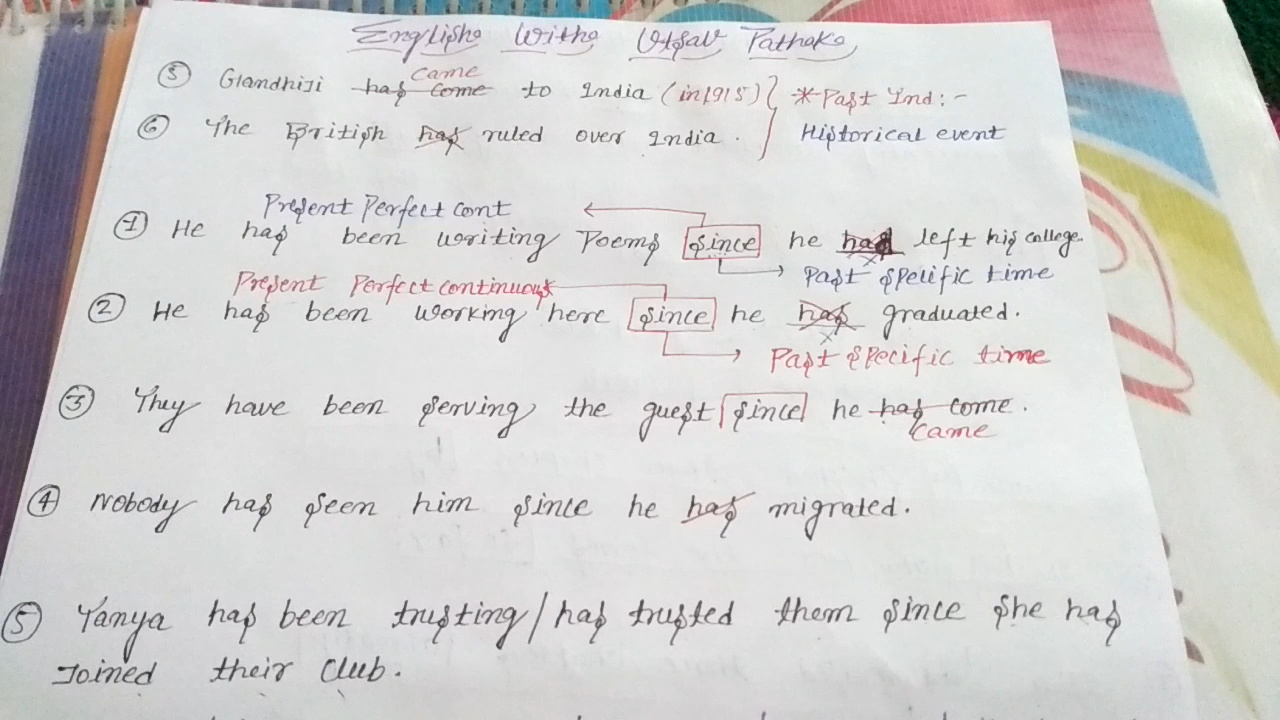 English With Utsav Pathak
came
⑤ Gandhiji has come to India (in 1915) *Past Ind:-
⑥ The British has ruled over India. Historical event
Present Perfect cont
① He has been writing Poems since he has left his college.
Past specific time
Present Perfect continuous
② He has been working here since he has graduated.
Past specific time
③ They have been serving the guest since he has come.
came
④ Nobody has seen him since he has migrated.
⑤ Tanya has been trusting/has trusted them since she has
Joined their club.